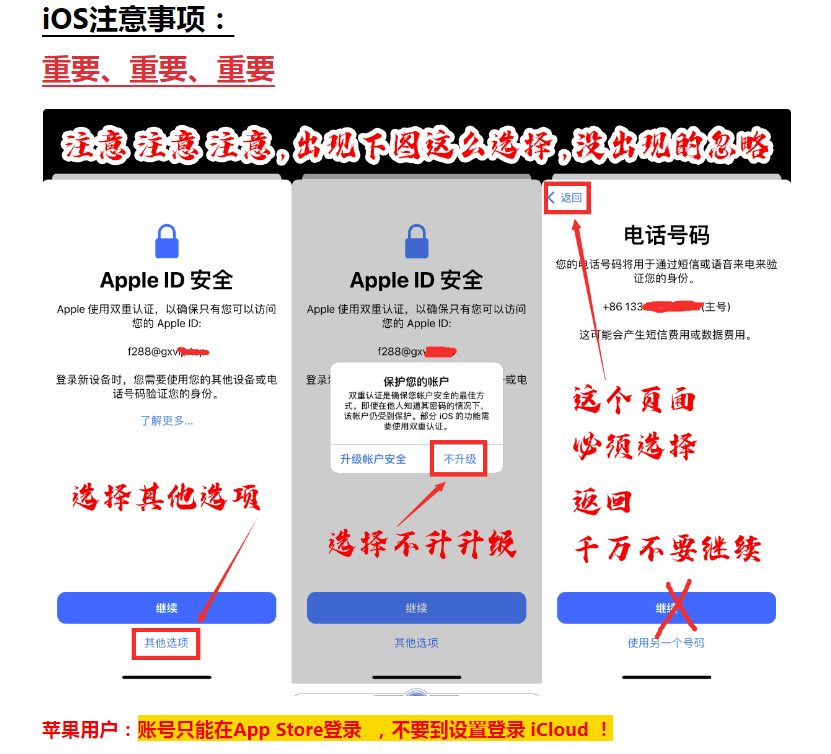 iOS注意事项：
重要、重要、重要
注意 注意 注意,出现下图这么选择,没出现的忽略
Apple ID 安全
Apple 使用双重认证，以确保只有您可以访问
您的 Apple ID:
f288@gx
登录新设备时，您需要使用您的其他设备或电
话号码验证您的身份。
了解更多...
选择其他选项
继续
其他选项
Apple ID 安全
Apple 使用双重认证，以确保只有您可以访问
您的 Apple ID:
f288@gx
登录
或电
保护您的帐户
双重认证是确保您帐户安全的最佳方
式。即使在他人知道其密码的情况下，
该帐户仍受到保护。部分 iOS 的功能需
要使用双重认证。
升级帐户安全
不升级
选择不升升级
继续
其他选项
返回
电话号码
您的电话号码将用于通过短信或语音来电来验
证您的身份。
+86 133 (主号)
这可能会产生短信费用或数据费用。
这个页面
必须选择
返回
千万不要继续
继续
使用另一个号码
苹果用户：账号只能在App Store登录 ，不要到设置登录 iCloud ！